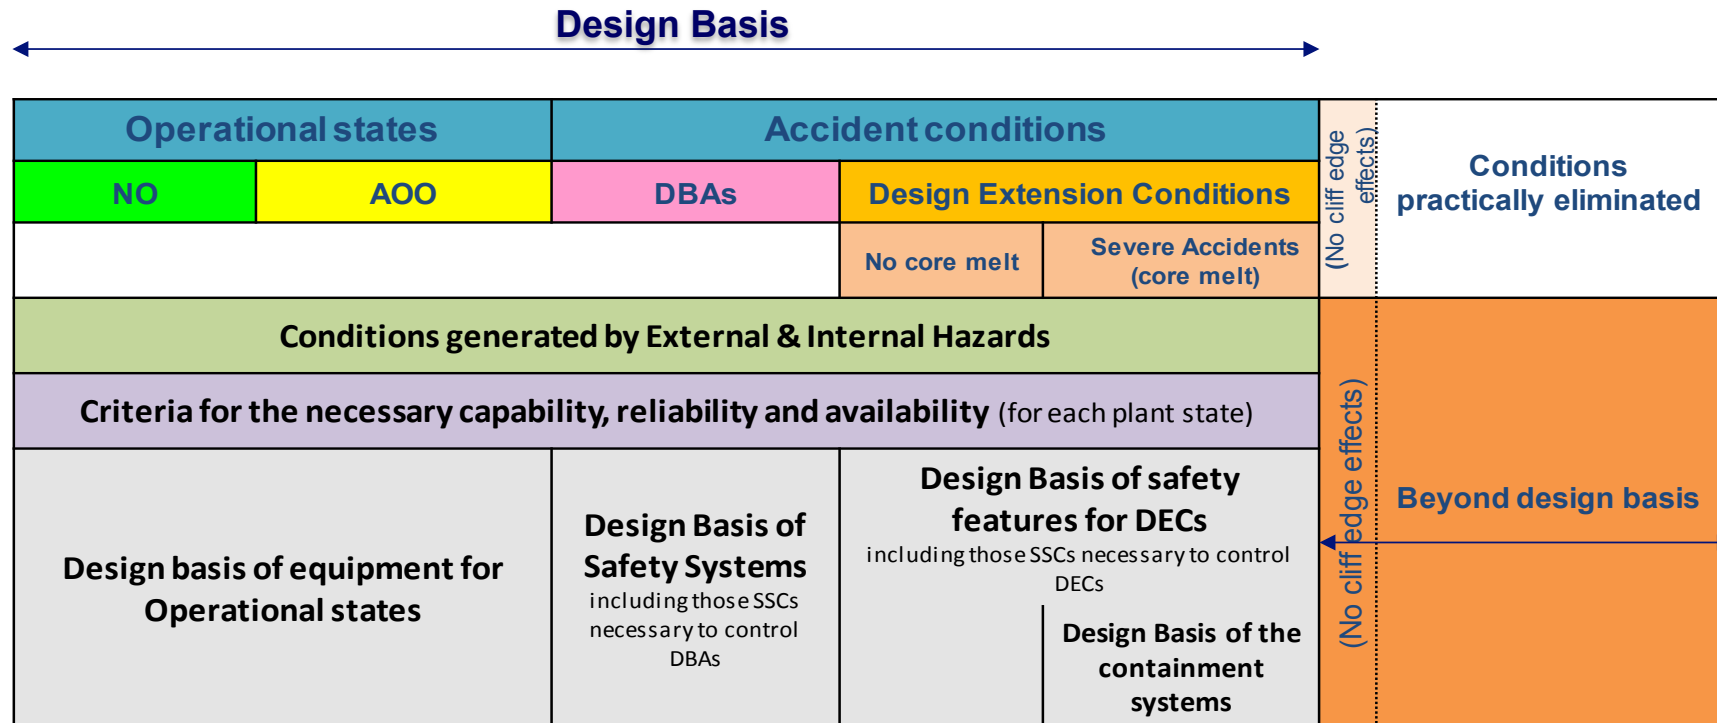 Design Basis
Operational states
Accident conditions
NO
AOO
DBAs
Design Extension Conditions
No core melt
Severe Accidents
(core melt)
(No cliff edge
effects)
Conditions
practically eliminated
Conditions generated by External & Internal Hazards
Criteria for the necessary capability, reliability and availability (for each plant state)
Design basis of equipment for
Operational states
Design Basis of
Safety Systems
including those SSCs
necessary to control
DBAs
Design Basis of safety
features for DECs
including those SSCs necessary to control
DECs
Design Basis of the
containment
systems
(No cliff edge effects)
Beyond design basis